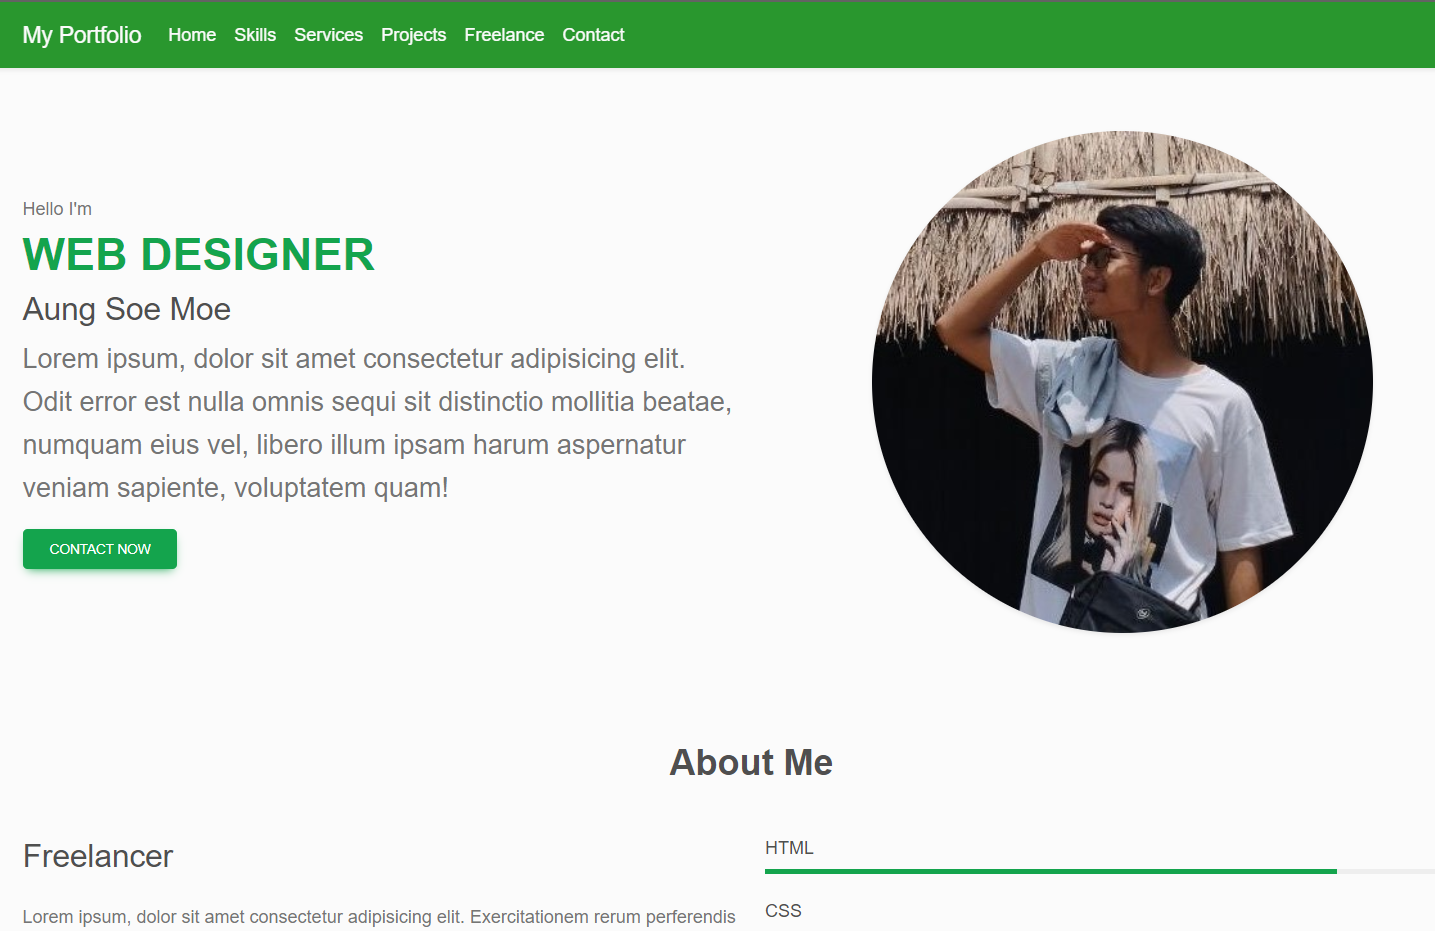 My Portfolio Home Skills Services Projects Freelance Contact
Hello I'm
WEB DESIGNER
Aung Soe Moe
Lorem ipsum, dolor sit amet consectetur adipisicing elit.
Odit error est nulla omnis sequi sit distinctio mollitia beatae,
numquam eius vel, libero illum ipsam harum aspernatur
veniam sapiente, voluptatem quam!
CONTACT NOW
About Me
Freelancer
Lorem ipsum, dolor sit amet consectetur adipisicing elit. Exercitationem rerum perferendis
HTML
CSS